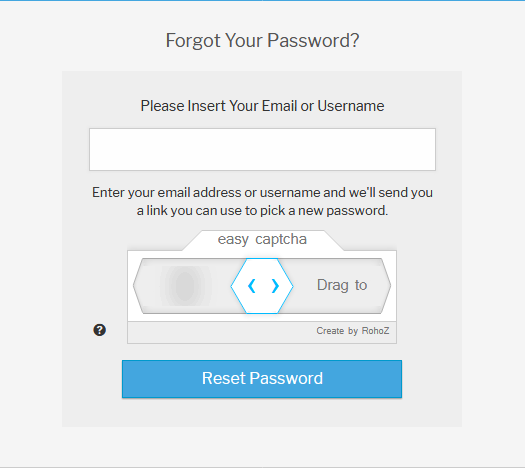 Forgot Your Password?
Please Insert Your Email or Username
Enter your email address or username and we'll send you
a link you can use to pick a new password.
easy captcha
Drag to
Create by RohoZ
?
Reset Password